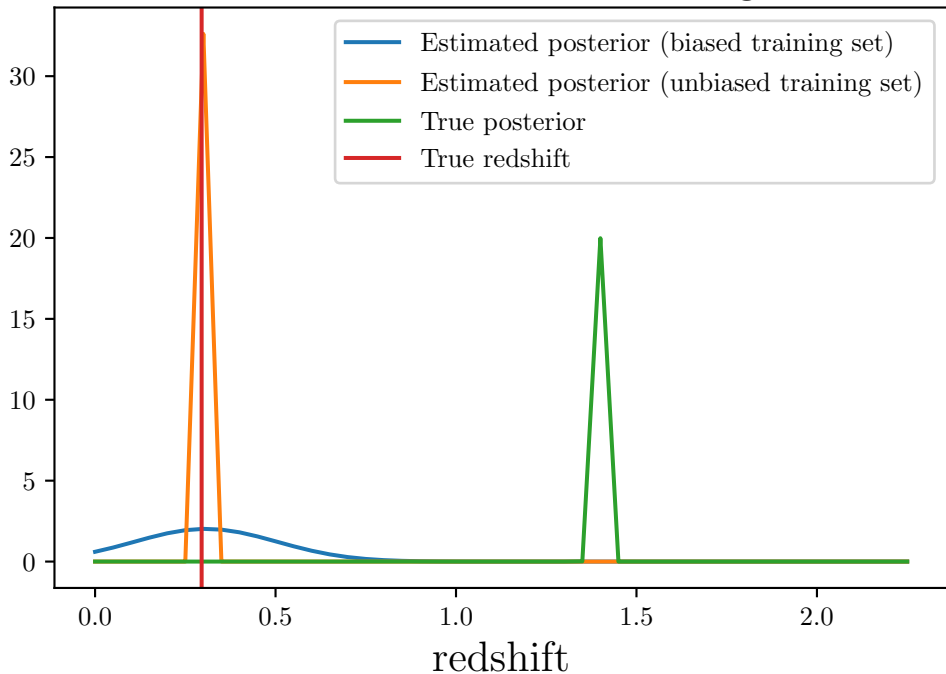 Estimated posterior (biased training set)
Estimated posterior (unbiased training set)
True posterior
True redshift
30
25
20
15
10
5
0
0.0 0.5 1.0 1.5 2.0
redshift